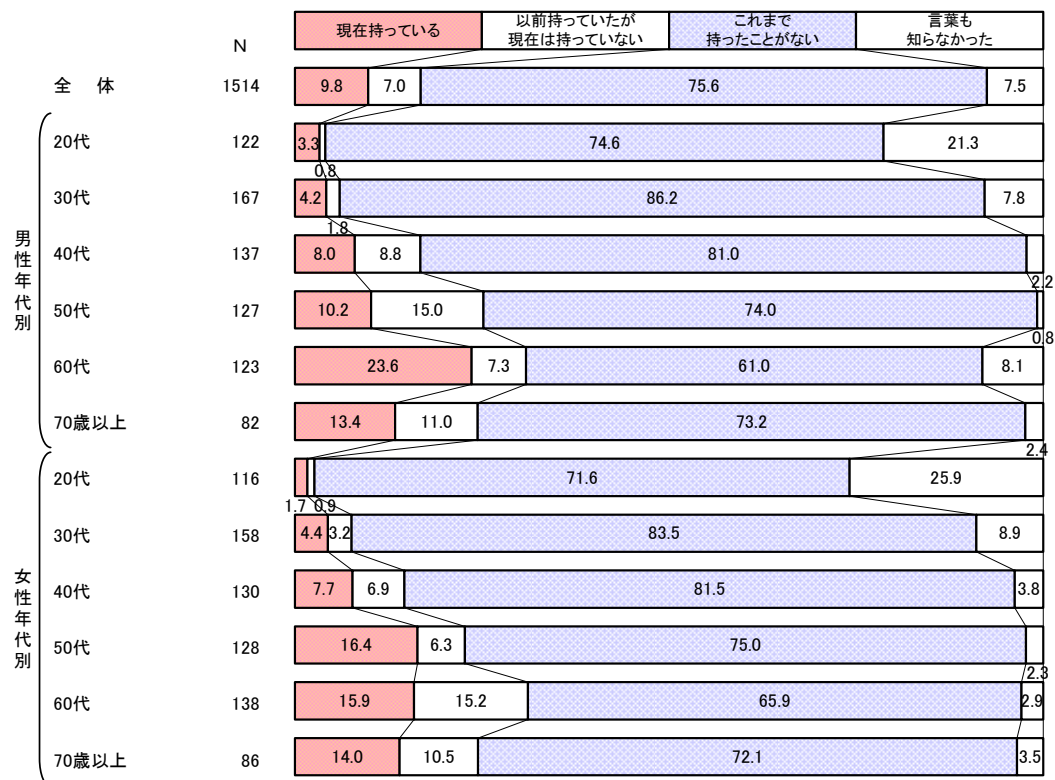 現在持っている 以前持っていたが これまで 言葉も
現在は持っていない 持ったことがない 知らなかった
N
全 体 1514 9.8 7.0 75.6 7.5
男性年代別
20代 122 3.3 0.8 74.6 21.3
30代 167 4.2 1.8 86.2 7.8
40代 137 8.0 8.8 81.0 2.2
50代 127 10.2 15.0 74.0 0.8
60代 123 23.6 7.3 61.0 8.1
70歳以上 82 13.4 11.0 73.2 2.4
女性年代別
20代 116 1.7 0.9 71.6 25.9
30代 158 4.4 3.2 83.5 8.9
40代 130 7.7 6.9 81.5 3.8
50代 128 16.4 6.3 75.0 2.3
60代 138 15.9 15.2 65.9 2.9
70歳以上 86 14.0 10.5 72.1 3.5